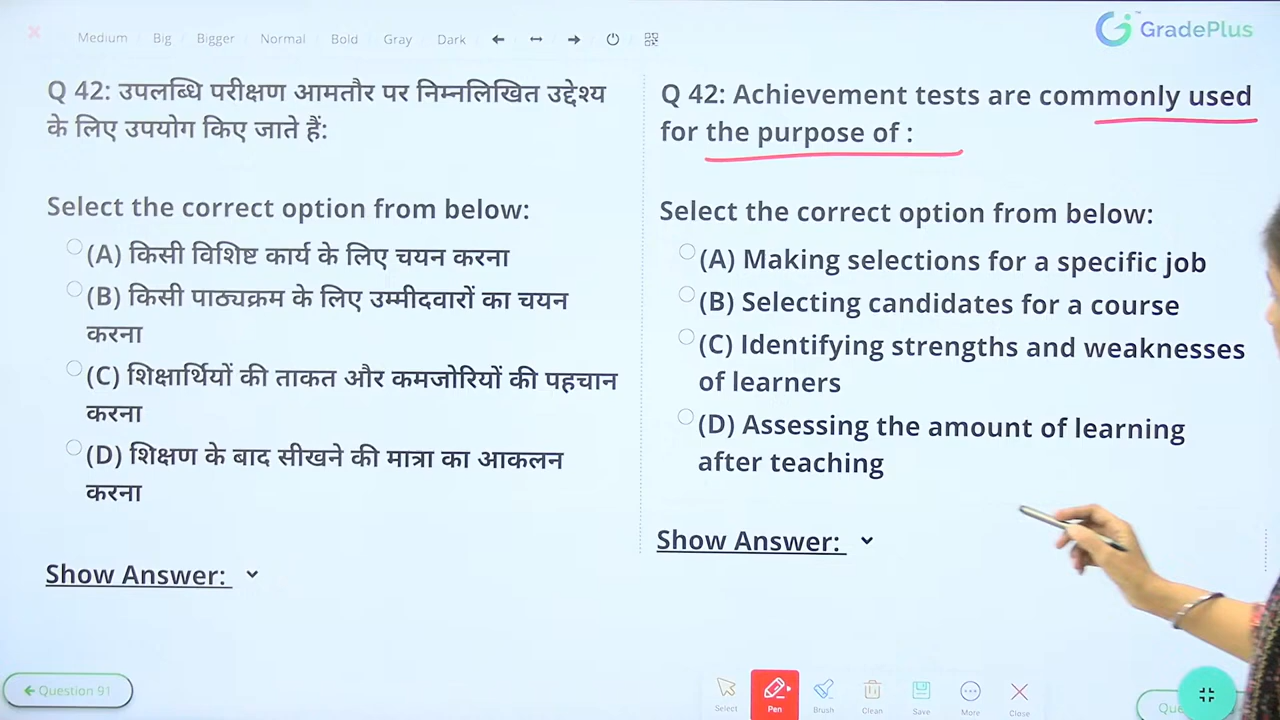 Medium Big Bigger Normal Bold Gray Dark
GradePlus
Q 42: उपलब्धि परीक्षण आमतौर पर निम्नलिखित उद्देश्य
के लिए उपयोग किए जाते हैं:
Select the correct option from below:
(A) किसी विशिष्ट कार्य के लिए चयन करना
(B) किसी पाठ्यक्रम के लिए उम्मीदवारों का चयन
करना
(C) शिक्षार्थियों की ताकत और कमजोरियों की पहचान
करना
(D) शिक्षण के बाद सीखने की मात्रा का आकलन
करना
Show Answer:
Q 42: Achievement tests are commonly used
for the purpose of :
Select the correct option from below:
(A) Making selections for a specific job
(B) Selecting candidates for a course
(C) Identifying strengths and weaknesses
of learners
(D) Assessing the amount of learning
after teaching
Show Answer:
Question 91
Select Pen Brush Clean Save More Close